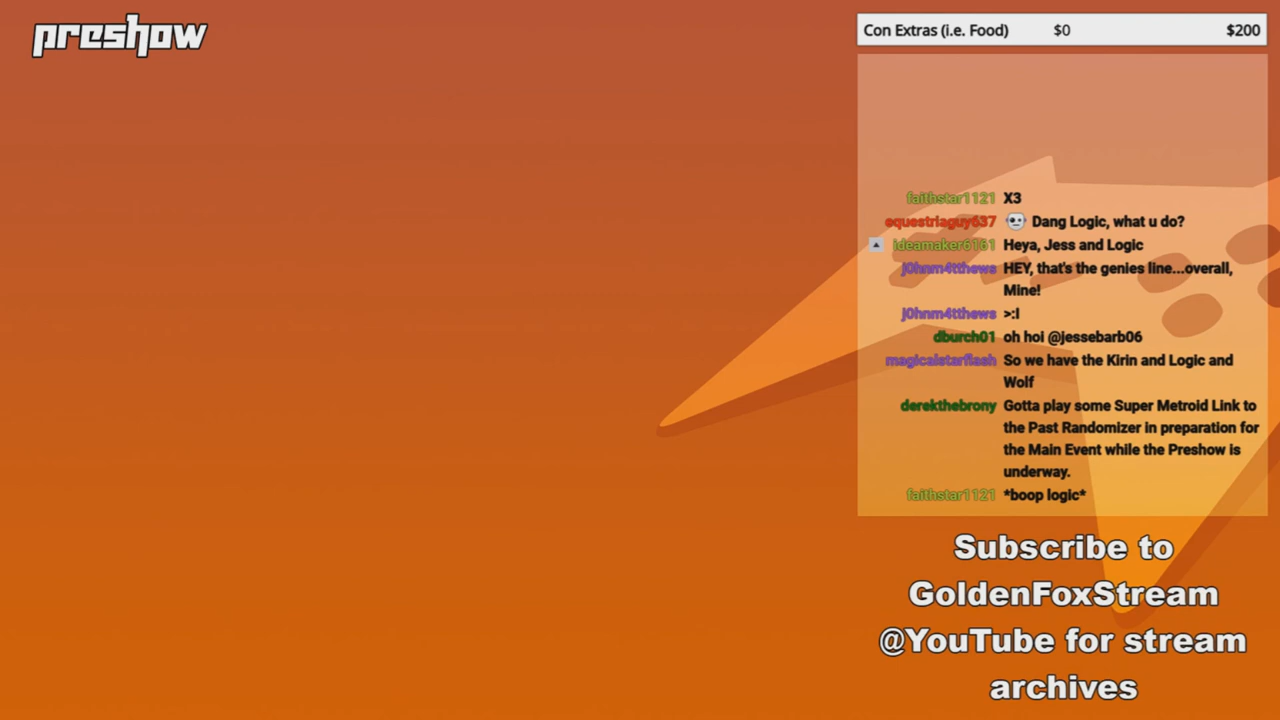 preshow
Con Extras (i.e. Food) $0 $200
faithstar1121 X3
equestriaguy637 Dang Logic, what u do?
ideamaker6161 Heya, Jess and Logic
j0hnm4tthews HEY, that's the genies line...overall,
Mine!
j0hnm4tthews >:I
dburch01 oh hoi @jessebarb06
magicalstarflash So we have the Kirin and Logic and
Wolf
derekthebrony Gotta play some Super Metroid Link to
the Past Randomizer in preparation for
the Main Event while the Preshow is
underway.
faithstar1121 *boop logic*
Subscribe to
GoldenFoxStream
@YouTube for stream
archives